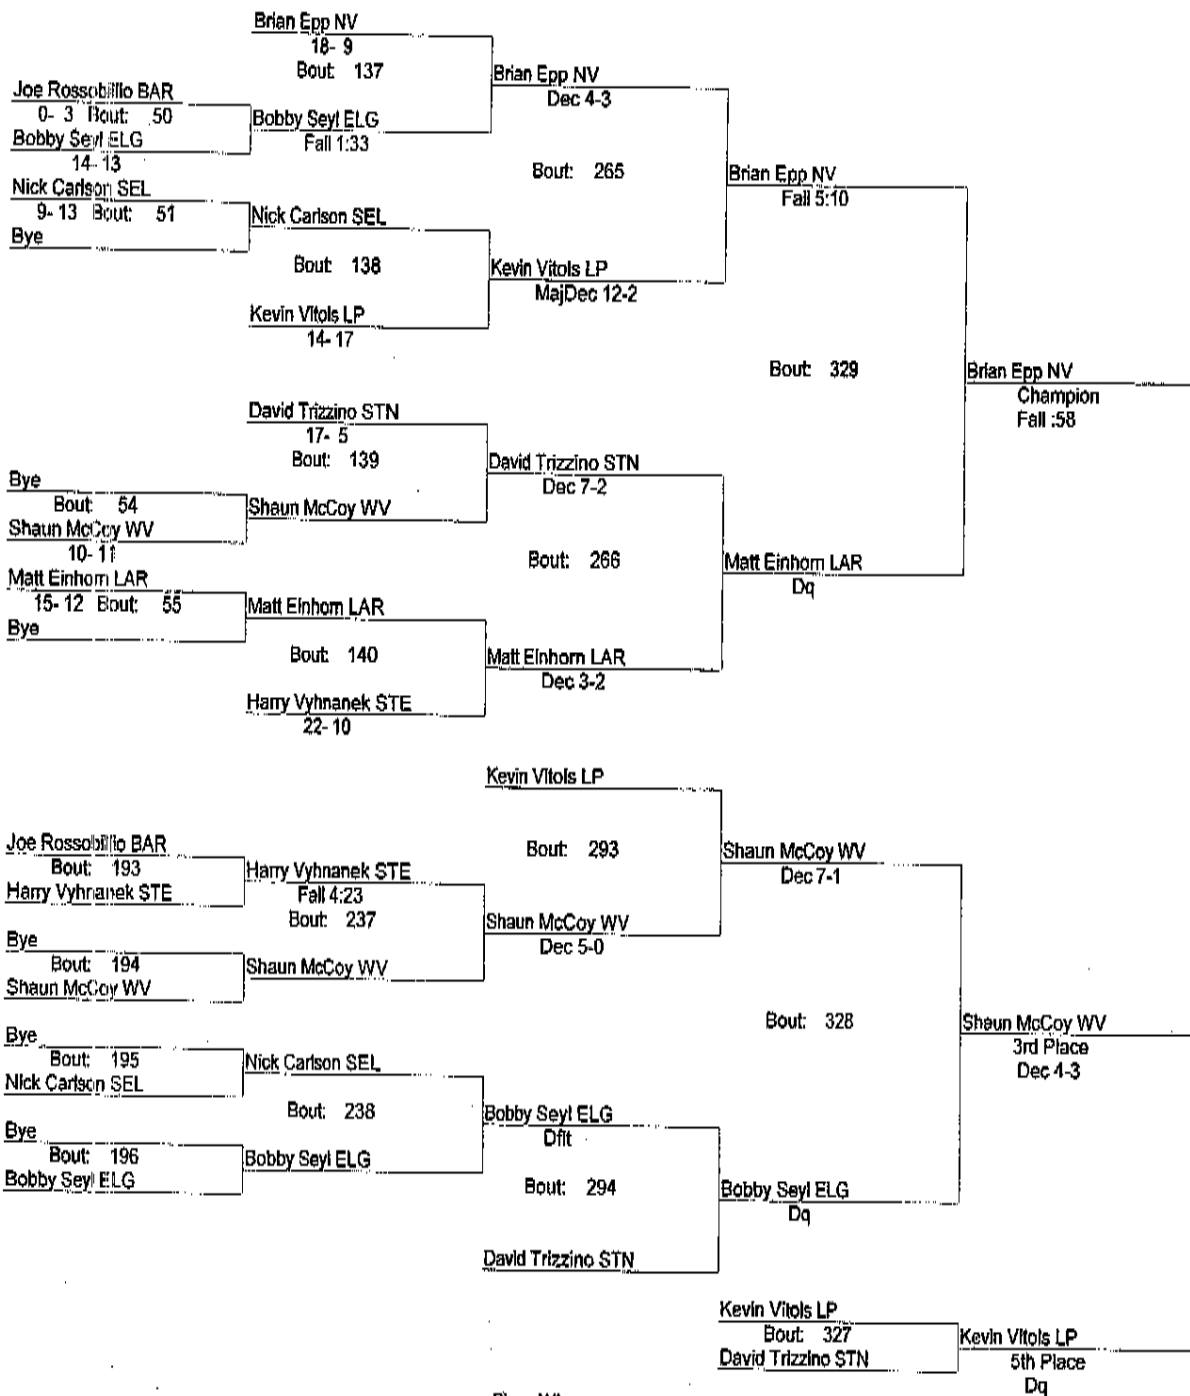 Brian Epp NV
18- 9
Bout: 137
Brian Epp NV
Dec 4-3
Joe Rossobillio BAR
0- 3 Bout: 50
Bobby Seyl ELG
Bobby Seyl ELG
Fall 1:33
14- 13
Bout: 265
Brian Epp NV
Fall 5:10
Nick Carlson SEL
9- 13 Bout: 51
Nick Carlson SEL
Bye
Bout: 138
Kevin Vitols LP
MajDec 12-2
Kevin Vitols LP
14- 17
Bout: 329
Brian Epp NV
Champion
Fall :58
David Trizzino STN
17- 5
Bout: 139
David Trizzino STN
Dec 7-2
Bye
Bout: 54
Shaun McCoy WV
Shaun McCoy WV
10- 11
Bout: 266
Matt Einhorn LAR
Dq
Matt Einhorn LAR
15- 12 Bout: 55
Matt Einhorn LAR
Bye
Bout: 140
Matt Einhorn LAR
Dec 3-2
Harry Vyhnanek STE
22- 10
Kevin Vitols LP
Bout: 293
Shaun McCoy WV
Dec 7-1
Joe Rossobillio BAR
Bout: 193
Harry Vyhnanek STE
Harry Vyhnanek STE
Fall 4:23
Bout: 237
Shaun McCoy WV
Dec 5-0
Bye
Bout: 194
Shaun McCoy WV
Shaun McCoy WV
Bout: 328
Shaun McCoy WV
3rd Place
Dec 4-3
Bye
Bout: 195
Nick Carlson SEL
Nick Carlson SEL
Bout: 238
Bobby Seyl ELG
Dflt
Bye
Bout: 196
Bobby Seyl ELG
Bobby Seyl ELG
Bout: 294
Bobby Seyl ELG
Dq
David Trizzino STN
Kevin Vitols LP
Bout: 327
David Trizzino STN
Kevin Vitols LP
5th Place
Dq